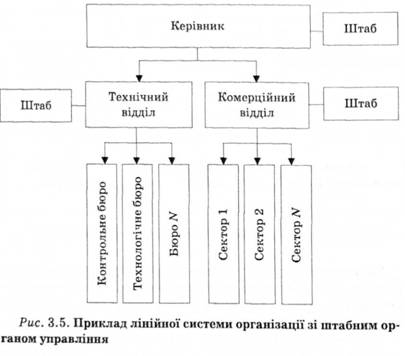 Керівник
Штаб
Штаб
Технічний
відділ
Комерційний
відділ
Штаб
Контрольне бюро
Технологічне бюро
Бюро N
Сектор 1
Сектор 2
Сектор N
Рис. 3.5. Приклад лінійної системи організації зі штабним ор-
ганом управління